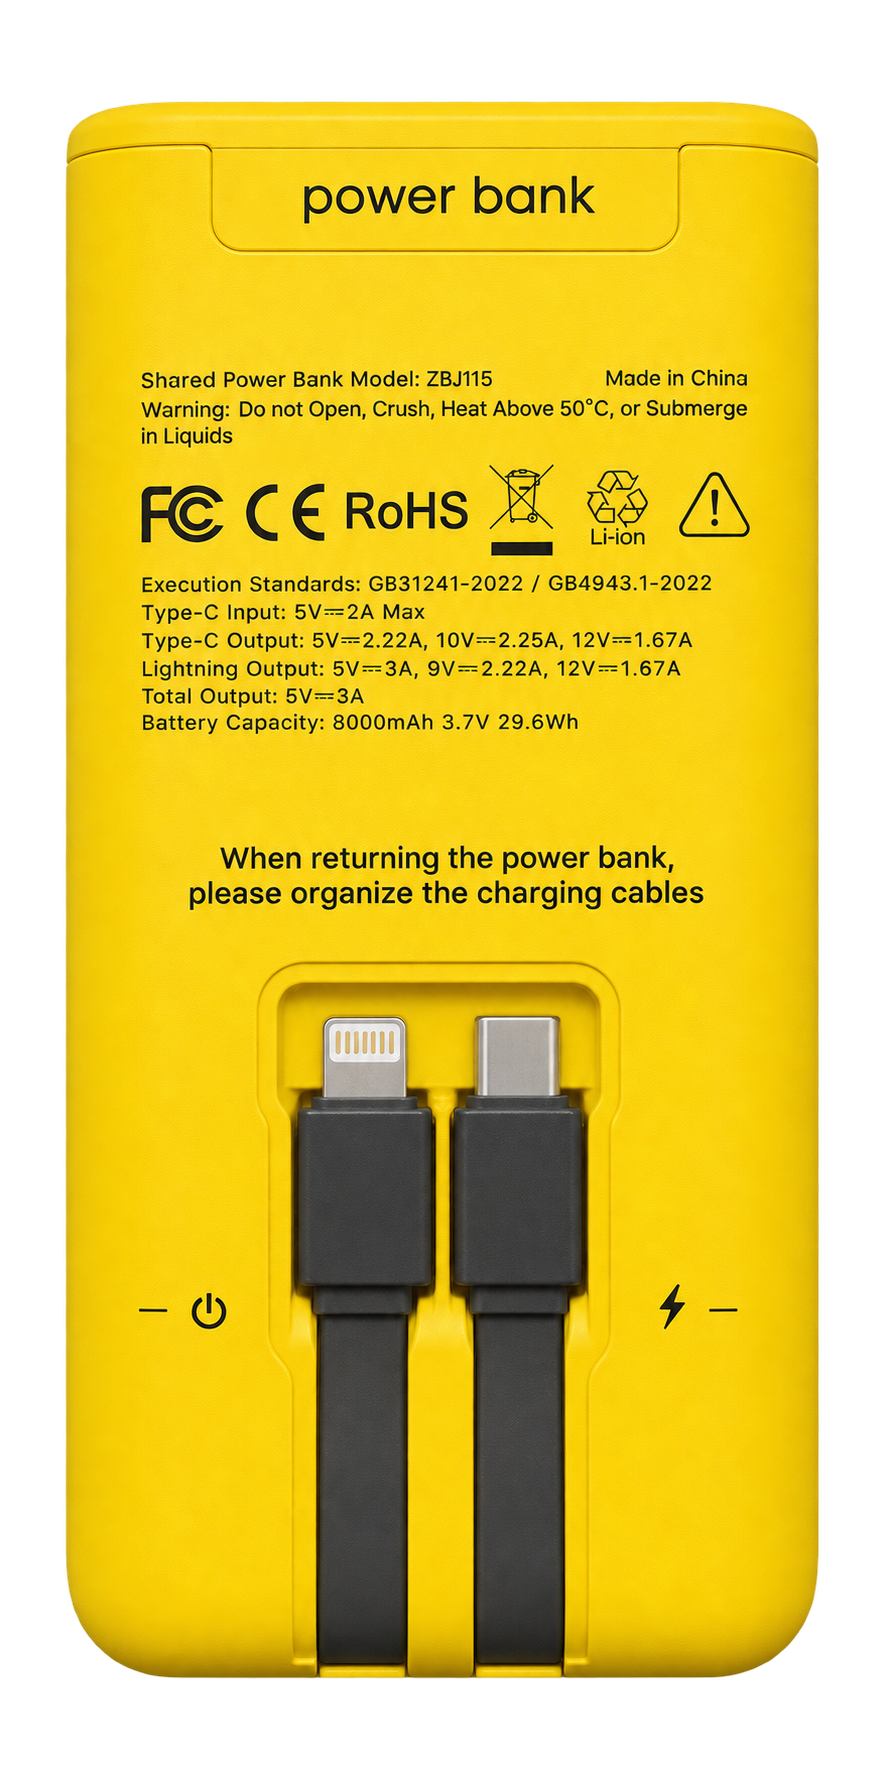 power bank
Shared Power Bank Model: ZBJ115 Made in China
Warning: Do not Open, Crush, Heat Above 50°C, or Submerge
in Liquids
FC CE RoHS
Li-ion
Execution Standards: GB31241-2022 / GB4943.1-2022
Type-C Input: 5V⎓2A Max
Type-C Output: 5V⎓2.22A, 10V⎓2.25A, 12V⎓1.67A
Lightning Output: 5V⎓3A, 9V⎓2.22A, 12V⎓1.67A
Total Output: 5V⎓3A
Battery Capacity: 8000mAh 3.7V 29.6Wh
When returning the power bank,
please organize the charging cables